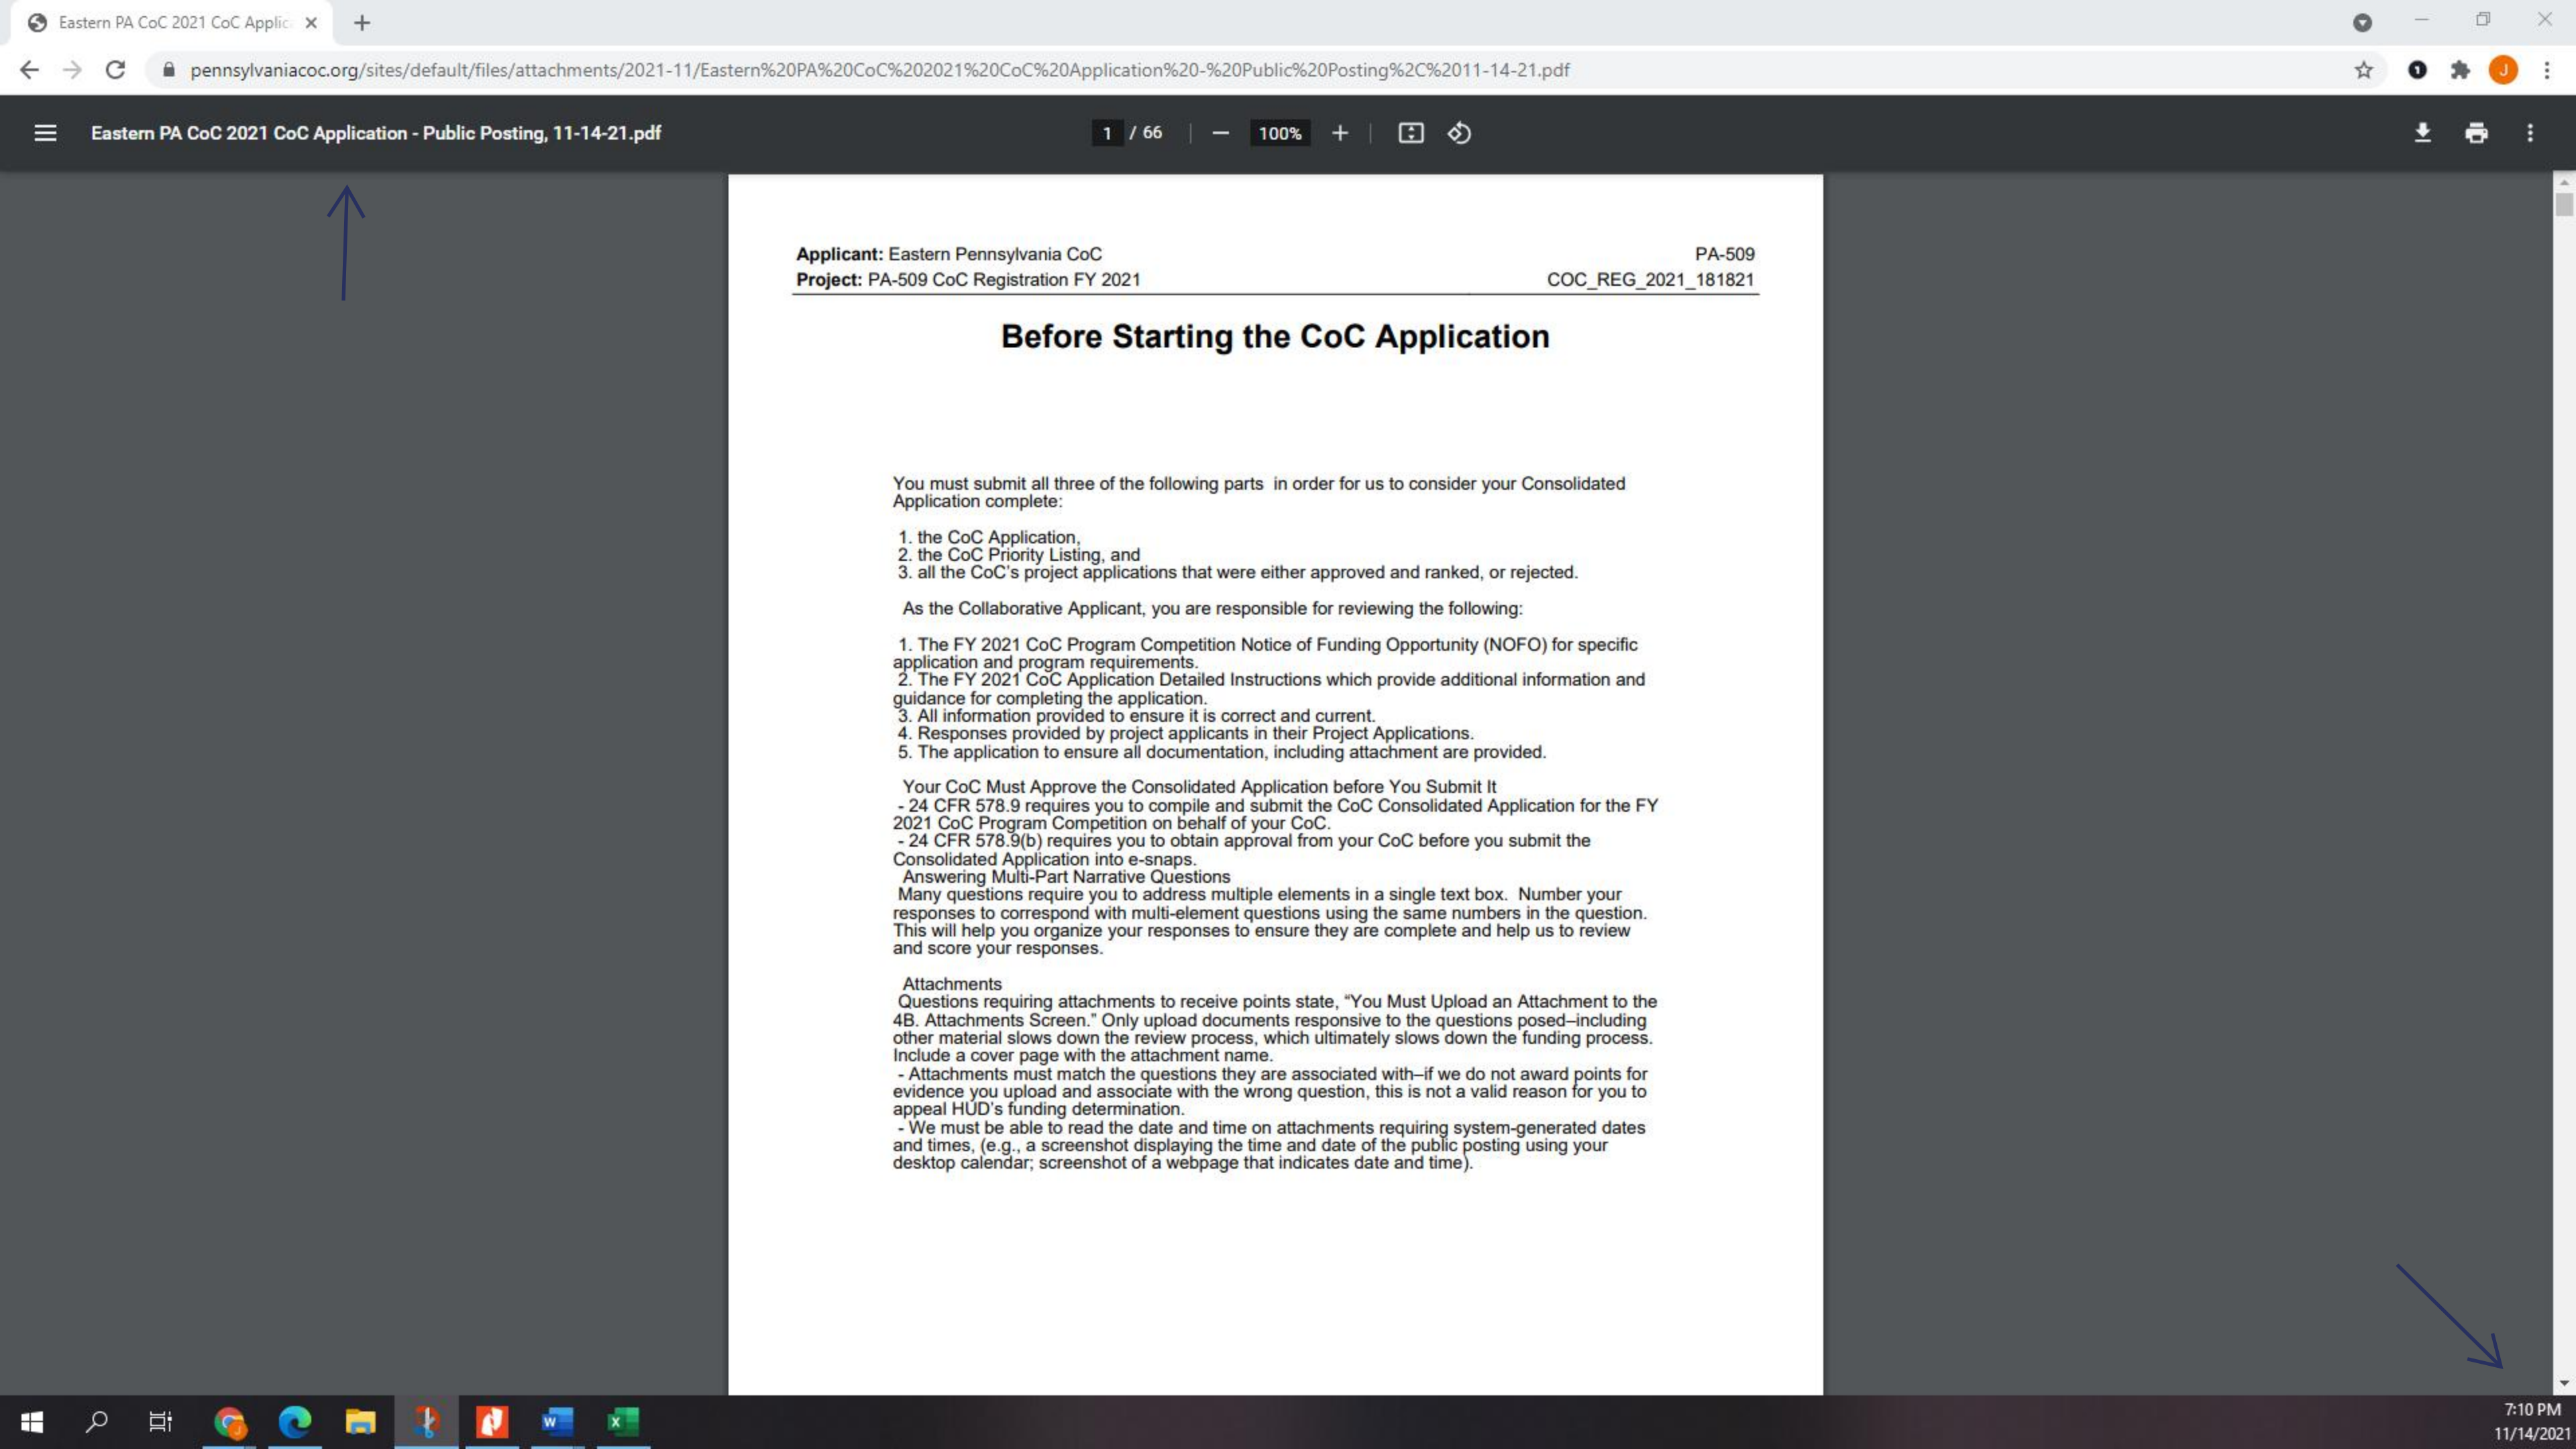 Eastern PA CoC 2021 CoC Applic
pennsylvaniacoc.org/sites/default/files/attachments/2021-11/Eastern%20PA%20CoC%202021%20CoC%20Application%20-%20Public%20Posting%2C%2011-14-21.pdf
1
J
Eastern PA CoC 2021 CoC Application - Public Posting, 11-14-21.pdf
1 / 66
100%
Applicant: Eastern Pennsylvania CoC
PA-509
Project: PA-509 CoC Registration FY 2021
COC_REG_2021_181821
Before Starting the CoC Application
You must submit all three of the following parts in order for us to consider your Consolidated
Application complete:
1. the CoC Application,
2. the CoC Priority Listing, and
3. all the CoC's project applications that were either approved and ranked, or rejected.
As the Collaborative Applicant, you are responsible for reviewing the following:
1. The FY 2021 CoC Program Competition Notice of Funding Opportunity (NOFO) for specific
application and program requirements.
2. The FY 2021 CoC Application Detailed Instructions which provide additional information and
guidance for completing the application.
3. All information provided to ensure it is correct and current.
4. Responses provided by project applicants in their Project Applications.
5. The application to ensure all documentation, including attachment are provided.
Your CoC Must Approve the Consolidated Application before You Submit It
- 24 CFR 578.9 requires you to compile and submit the CoC Consolidated Application for the FY
2021 CoC Program Competition on behalf of your CoC.
- 24 CFR 578.9(b) requires you to obtain approval from your CoC before you submit the
Consolidated Application into e-snaps.
Answering Multi-Part Narrative Questions
Many questions require you to address multiple elements in a single text box. Number your
responses to correspond with multi-element questions using the same numbers in the question.
This will help you organize your responses to ensure they are complete and help us to review
and score your responses.
Attachments
Questions requiring attachments to receive points state, “You Must Upload an Attachment to the
4B. Attachments Screen.” Only upload documents responsive to the questions posed–including
other material slows down the review process, which ultimately slows down the funding process.
Include a cover page with the attachment name.
- Attachments must match the questions they are associated with–if we do not award points for
evidence you upload and associate with the wrong question, this is not a valid reason for you to
appeal HUD's funding determination.
- We must be able to read the date and time on attachments requiring system-generated dates
and times, (e.g., a screenshot displaying the time and date of the public posting using your
desktop calendar; screenshot of a webpage that indicates date and time).
7:10 PM
11/14/2021